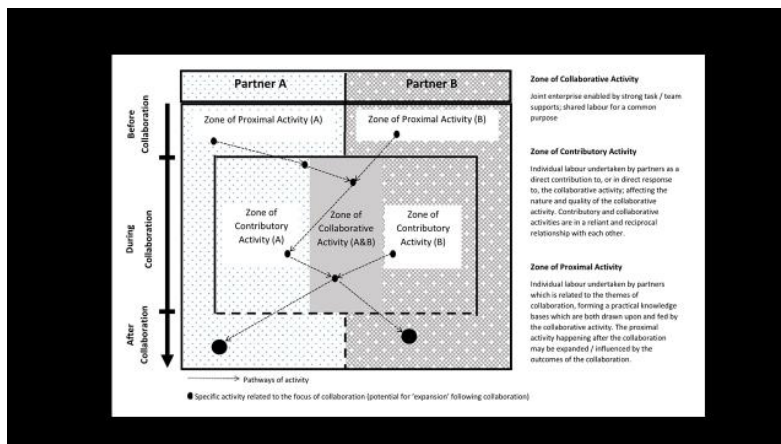 Partner A
Partner B
Before
Collaboration
During
Collaboration
After
Collaboration
Zone of Proximal Activity (A)
Zone of Proximal Activity (B)
Zone of
Contributory
Activity (A)
Zone of
Collaborative
Activity (A&B)
Zone of
Contributory
Activity (B)
Pathways of activity
Specific activity related to the focus of collaboration (potential for 'expansion' following collaboration)
Zone of Collaborative Activity
Joint enterprise enabled by strong task / team
supports; shared labour for a common
purpose
Zone of Contributory Activity
Individual labour undertaken by partners as a
direct contribution to, or in direct response
to, the collaborative activity; affecting the
nature and quality of the collaborative
activity. Contributory and collaborative
activities are in a reliant and reciprocal
relationship with each other.
Zone of Proximal Activity
Individual labour undertaken by partners
which is related to the themes of
collaboration, forming a practical knowledge
bases which are both drawn upon and fed by
the collaborative activity. The proximal
activity happening after the collaboration
may be expanded / influenced by the
outcomes of the collaboration.